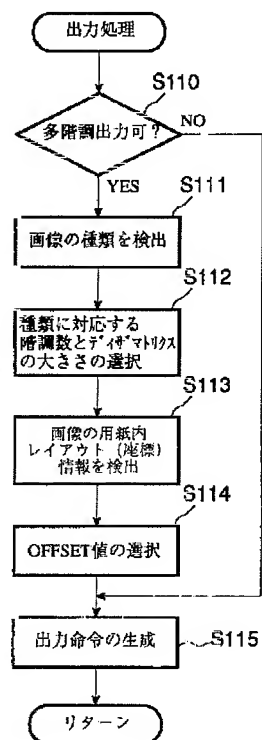 出力処理
S110
多階調出力可？
NO
YES
S111
画像の種類を検出
S112
種類に対応する
階調数とディザマトリクス
の大きさの選択
S113
画像の用紙内
レイアウト（座標）
情報を検出
S114
OFFSET値の選択
出力命令の生成
S115
リターン